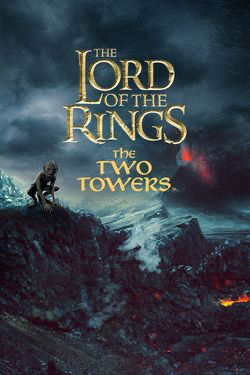 THE
LORD
OF THE
RINGS
THE
TWO
TOWERS